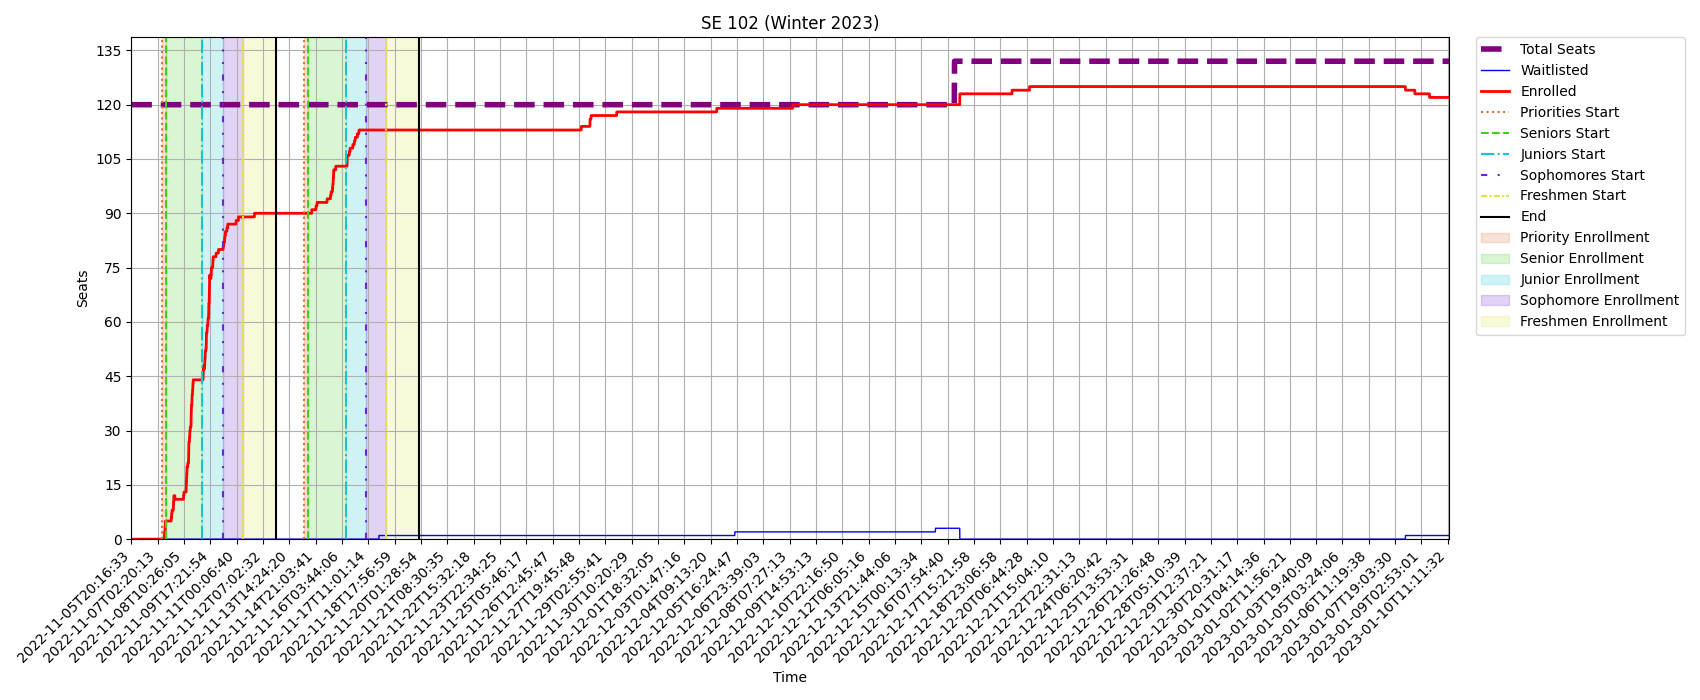 SE 102 (Winter 2023)
135
120
105
90
75
60
45
30
15
0
Seats
2022-11-05T20:16:33
2022-11-07T02:20:13
2022-11-08T10:26:05
2022-11-09T17:21:54
2022-11-11T00:06:40
2022-11-12T07:02:32
2022-11-13T14:24:20
2022-11-14T21:03:41
2022-11-16T03:44:06
2022-11-17T11:01:14
2022-11-18T17:56:59
2022-11-20T01:28:54
2022-11-21T08:30:35
2022-11-22T15:32:18
2022-11-23T22:34:25
2022-11-25T05:46:17
2022-11-26T12:45:47
2022-11-27T19:45:48
2022-11-29T02:55:41
2022-11-30T10:20:29
2022-12-01T18:32:05
2022-12-03T01:47:16
2022-12-04T09:13:20
2022-12-05T16:24:47
2022-12-06T23:39:03
2022-12-08T07:27:13
2022-12-09T14:53:13
2022-12-10T22:16:50
2022-12-12T06:05:16
2022-12-13T21:44:06
2022-12-15T00:13:34
2022-12-16T07:54:40
2022-12-17T15:21:58
2022-12-18T23:06:58
2022-12-20T06:44:28
2022-12-21T15:04:10
2022-12-22T22:31:13
2022-12-24T06:20:42
2022-12-25T13:53:31
2022-12-26T21:26:48
2022-12-28T05:10:39
2022-12-29T12:37:21
2022-12-30T20:31:17
2023-01-01T04:14:36
2023-01-02T11:56:21
2023-01-03T19:40:09
2023-01-05T03:24:06
2023-01-06T11:19:38
2023-01-07T19:03:30
2023-01-09T02:53:01
2023-01-10T11:11:32
Time
Total Seats
Waitlisted
Enrolled
Priorities Start
Seniors Start
Juniors Start
Sophomores Start
Freshmen Start
End
Priority Enrollment
Senior Enrollment
Junior Enrollment
Sophomore Enrollment
Freshmen Enrollment